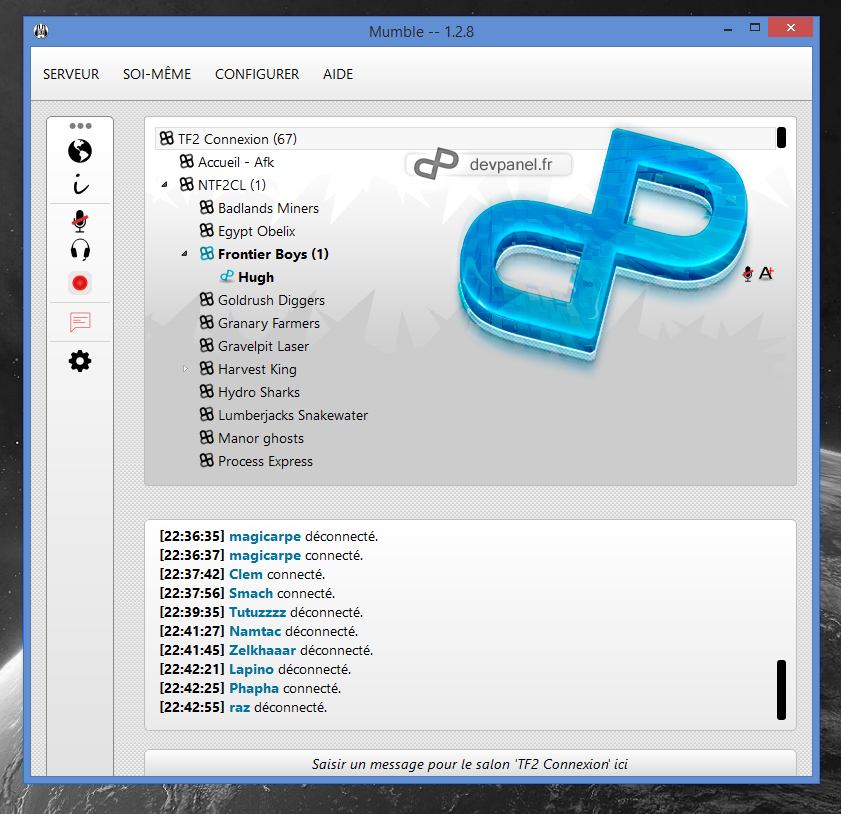 Mumble -- 1.2.8
SERVEUR SOI-MÊME CONFIGURER AIDE
TF2 Connexion (67)
Accueil - Afk
devpanel.fr
NTF2CL (1)
Badlands Miners
Egypt Obelix
Frontier Boys (1)
Hugh
Goldrush Diggers
Granary Farmers
Gravelpit Laser
Harvest King
Hydro Sharks
Lumberjacks Snakewater
Manor ghosts
Process Express
[22:36:35] magicarpe déconnecté.
[22:36:37] magicarpe connecté.
[22:37:42] Clem connecté.
[22:37:56] Smach connecté.
[22:39:35] Tutuzzzz déconnecté.
[22:41:27] Namtac déconnecté.
[22:41:45] Zelkhaaar déconnecté.
[22:42:21] Lapino déconnecté.
[22:42:25] Phapha connecté.
[22:42:55] raz déconnecté.
Saisir un message pour le salon 'TF2 Connexion' ici